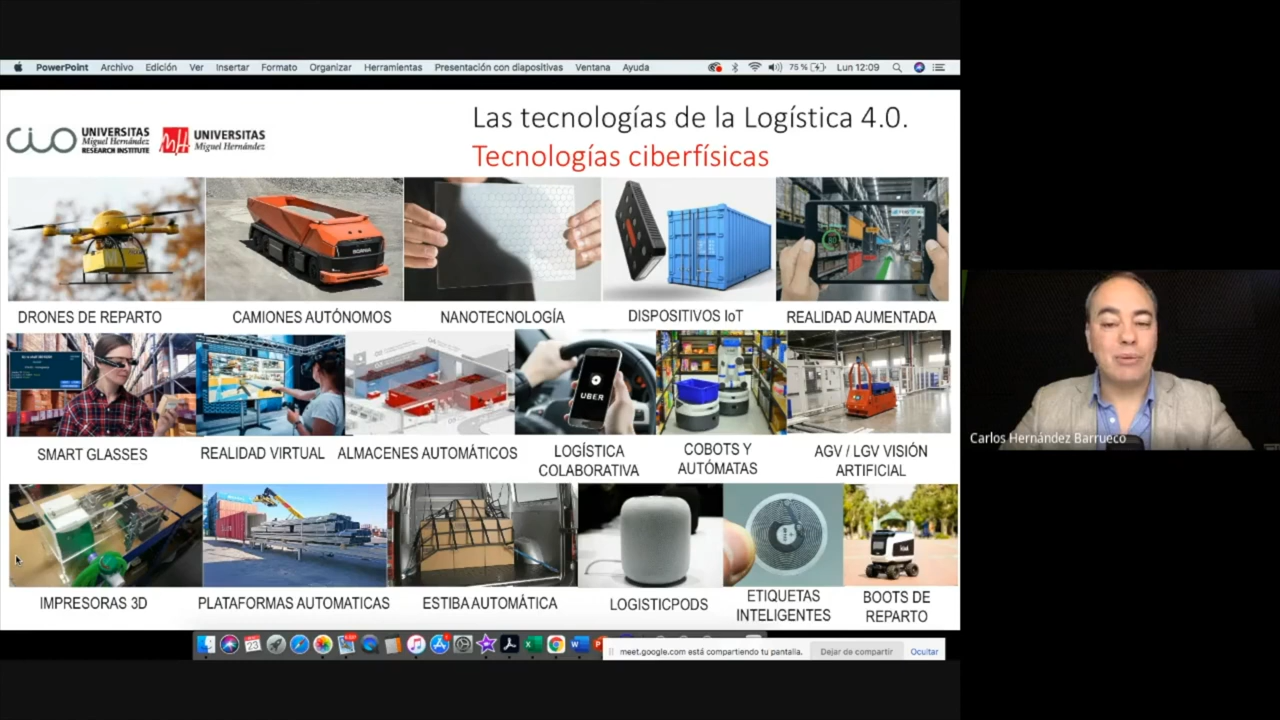 PowerPoint Archivo Edición Ver Insertar Formato Organizar Herramientas Presentación con diapositivas Ventana Ayuda 75 % Lun 12:09
CIO UNIVERSITAS Miguel Hernández RESEARCH INSTITUTE
UNIVERSITAS Miguel Hernández
Las tecnologías de la Logística 4.0.
Tecnologías ciberfísicas
SCANIA
DRONES DE REPARTO
CAMIONES AUTÓNOMOS
NANOTECNOLOGÍA
DISPOSITIVOS IoT
REALIDAD AUMENTADA
UBER
SMART GLASSES
REALIDAD VIRTUAL
ALMACENES AUTOMÁTICOS
LOGÍSTICA
COLABORATIVA
COBOTS Y
AUTÓMATAS
AGV / LGV VISIÓN
ARTIFICIAL
IMPRESORAS 3D
PLATAFORMAS AUTOMATICAS
ESTIBA AUTOMÁTICA
LOGISTICPODS
ETIQUETAS
INTELIGENTES
BOOTS DE
REPARTO
Carlos Hernández Barrueco
meet.google.com está compartiendo tu pantalla. Dejar de compartir Ocultar